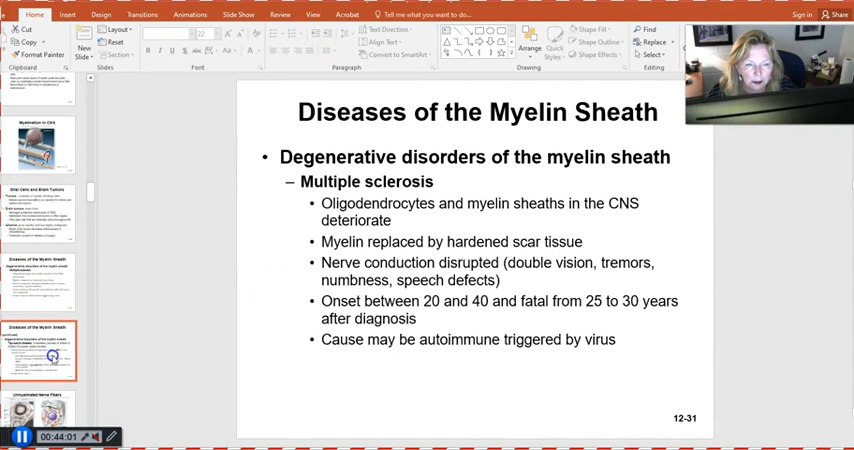 Home Insert Design Transitions Animations Slide Show Review View Acrobat Tell me what you want to do... Sign in Share
Cut
Copy
Format Painter
Clipboard
New
Slide
Layout
Reset
Section
Slides
22
B I U S
Font
Text Direction
Align Text
Convert to SmartArt
Paragraph
Arrange
Quick
Styles
Shape Fill
Shape Outline
Shape Effects
Drawing
Find
Replace
Select
Editing
Myelination in CNS
Glial Cells and Brain Tumors
Diseases of the Myelin Sheath
Diseases of the Myelin Sheath
Unmyelinated Nerve Fibers
Diseases of the Myelin Sheath
• Degenerative disorders of the myelin sheath
– Multiple sclerosis
• Oligodendrocytes and myelin sheaths in the CNS
deteriorate
• Myelin replaced by hardened scar tissue
• Nerve conduction disrupted (double vision, tremors,
numbness, speech defects)
• Onset between 20 and 40 and fatal from 25 to 30 years
after diagnosis
• Cause may be autoimmune triggered by virus
12-31
00:44:01